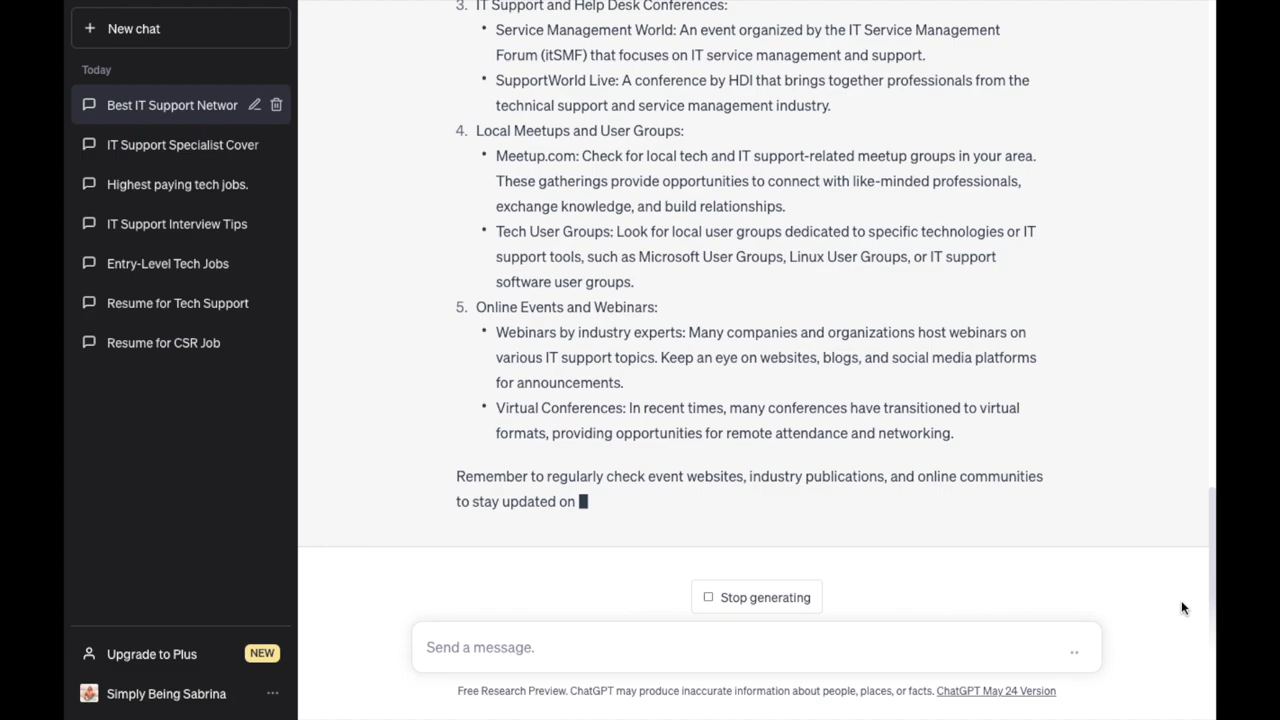 New chat
Today
Best IT Support Networ
IT Support Specialist Cover
Highest paying tech jobs.
IT Support Interview Tips
Entry-Level Tech Jobs
Resume for Tech Support
Resume for CSR Job
Upgrade to Plus NEW
Simply Being Sabrina
3. IT Support and Help Desk Conferences:
• Service Management World: An event organized by the IT Service Management
Forum (itSMF) that focuses on IT service management and support.
• SupportWorld Live: A conference by HDI that brings together professionals from the
technical support and service management industry.
4. Local Meetups and User Groups:
• Meetup.com: Check for local tech and IT support-related meetup groups in your area.
These gatherings provide opportunities to connect with like-minded professionals,
exchange knowledge, and build relationships.
• Tech User Groups: Look for local user groups dedicated to specific technologies or IT
support tools, such as Microsoft User Groups, Linux User Groups, or IT support
software user groups.
5. Online Events and Webinars:
• Webinars by industry experts: Many companies and organizations host webinars on
various IT support topics. Keep an eye on websites, blogs, and social media platforms
for announcements.
• Virtual Conferences: In recent times, many conferences have transitioned to virtual
formats, providing opportunities for remote attendance and networking.
Remember to regularly check event websites, industry publications, and online communities
to stay updated on
Stop generating
Send a message.
Free Research Preview. ChatGPT may produce inaccurate information about people, places, or facts. ChatGPT May 24 Version